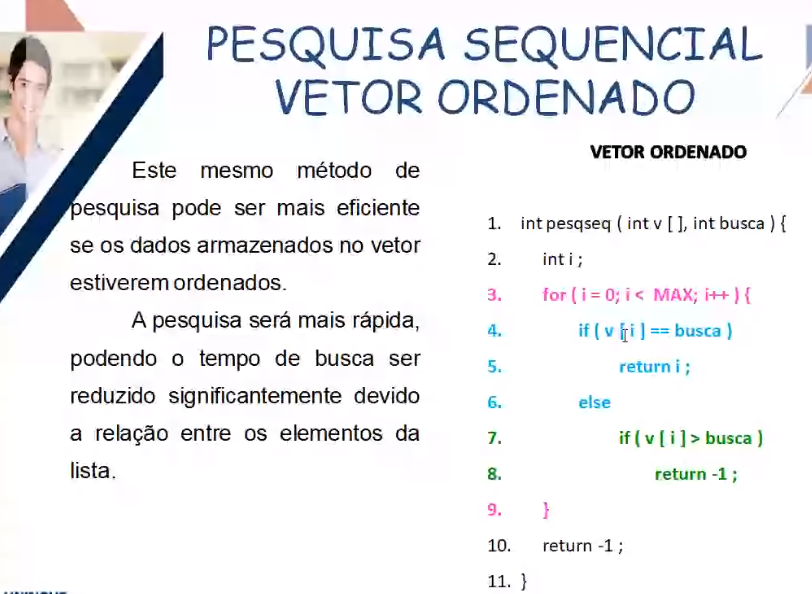 PESQUISA SEQUENCIAL
VETOR ORDENADO
Este mesmo método de
pesquisa pode ser mais eficiente
se os dados armazenados no vetor
estiverem ordenados.
A pesquisa será mais rápida,
podendo o tempo de busca ser
reduzido significantemente devido
a relação entre os elementos da
lista.
VETOR ORDENADO
1. int pesqseq ( int v [ ], int busca ) {
2. int i ;
3. for ( i = 0; i < MAX; i++ ) {
4. if ( v [ i ] == busca )
5. return i ;
6. else
7. if ( v [ i ] > busca )
8. return -1 ;
9. }
10. return -1 ;
11. }